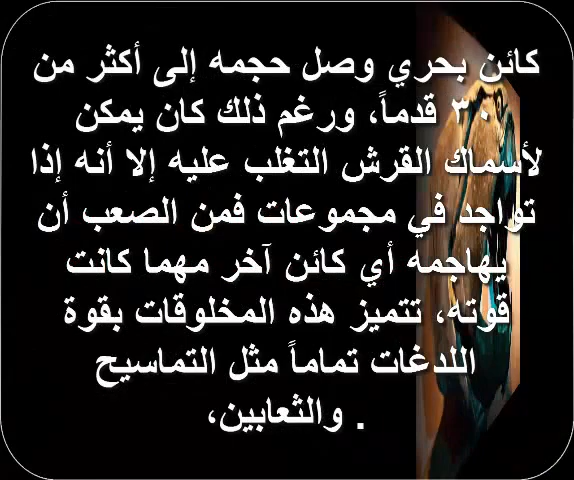 كائن بحري وصل حجمه إلى أكثر من
٣٠ قدماً، ورغم ذلك كان يمكن
لأسماك القرش التغلب عليه إلا أنه إذا
تواجد في مجموعات فمن الصعب أن
يهاجمه أي كائن آخر مهما كانت
قوته، تتميز هذه المخلوقات بقوة
اللدغات تماماً مثل التماسيح
والثعابين، .